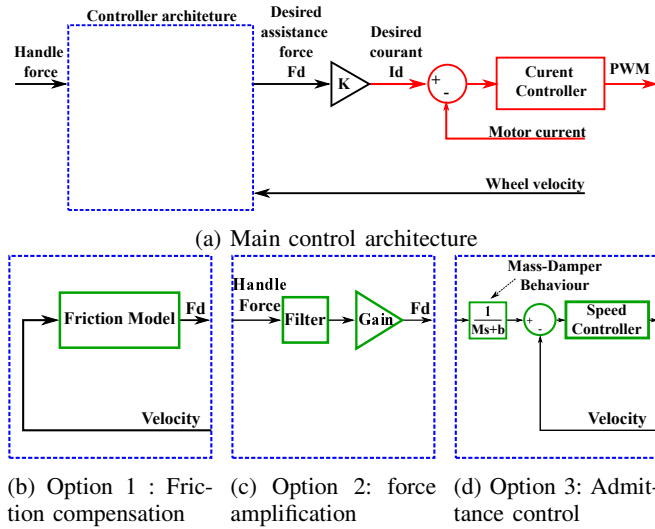 Controller architeture
Handle
force
Desired
assistance
force
Fd
K
Desired
courant
Id
+
-
Curent
Controller
PWM
Motor current
Wheel velocity
(a) Main control architecture
Friction Model
Fd
Velocity
Handle
Force
Filter
Gain
Fd
Mass-Damper
Behaviour
1
Ms+b
+
-
Speed
Controller
Velocity
(b) Option 1 : Fric-
tion compensation
(c) Option 2: force
amplification
(d) Option 3: Admit-
tance control